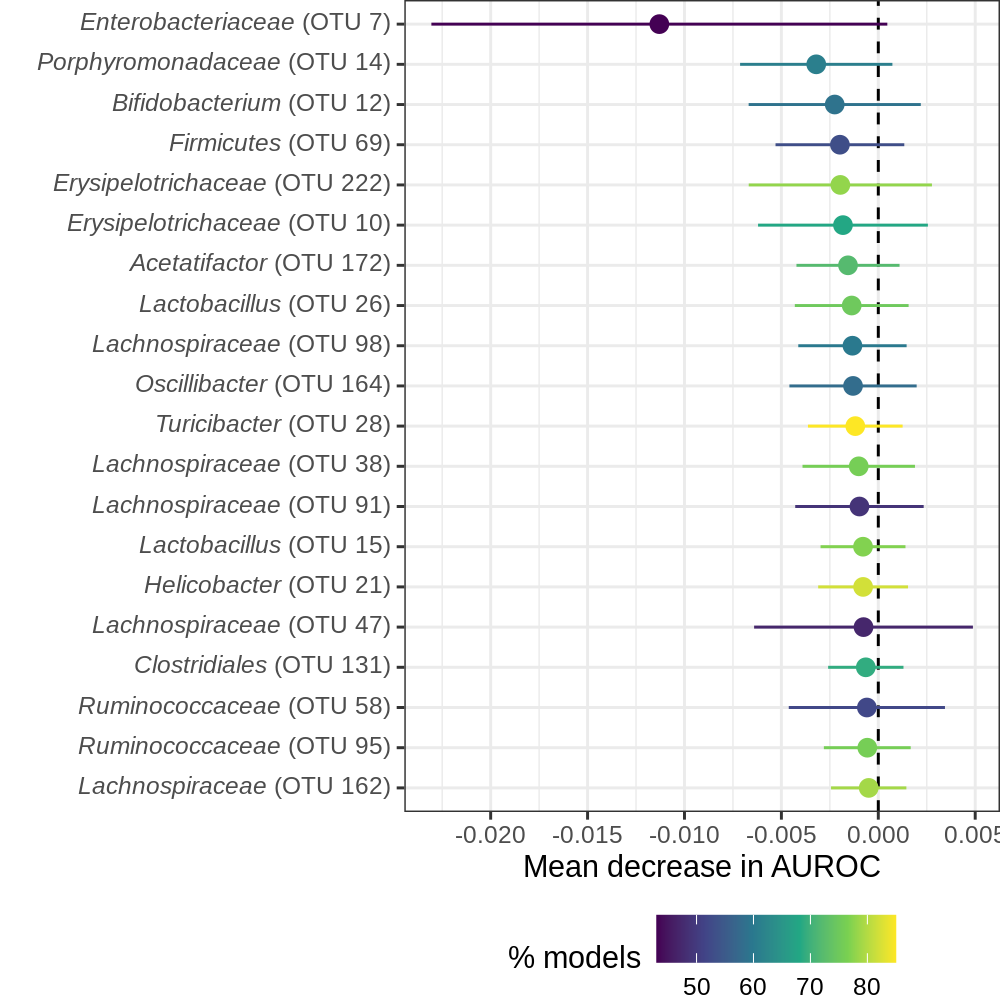 Enterobacteriaceae (OTU 7)
Porphyromonadaceae (OTU 14)
Bifidobacterium (OTU 12)
Firmicutes (OTU 69)
Erysipelotrichaceae (OTU 222)
Erysipelotrichaceae (OTU 10)
Acetatifactor (OTU 172)
Lactobacillus (OTU 26)
Lachnospiraceae (OTU 98)
Oscillibacter (OTU 164)
Turicibacter (OTU 28)
Lachnospiraceae (OTU 38)
Lachnospiraceae (OTU 91)
Lactobacillus (OTU 15)
Helicobacter (OTU 21)
Lachnospiraceae (OTU 47)
Clostridiales (OTU 131)
Ruminococcaceae (OTU 58)
Ruminococcaceae (OTU 95)
Lachnospiraceae (OTU 162)
-0.020 -0.015 -0.010 -0.005 0.000 0.005
Mean decrease in AUROC
% models
50 60 70 80